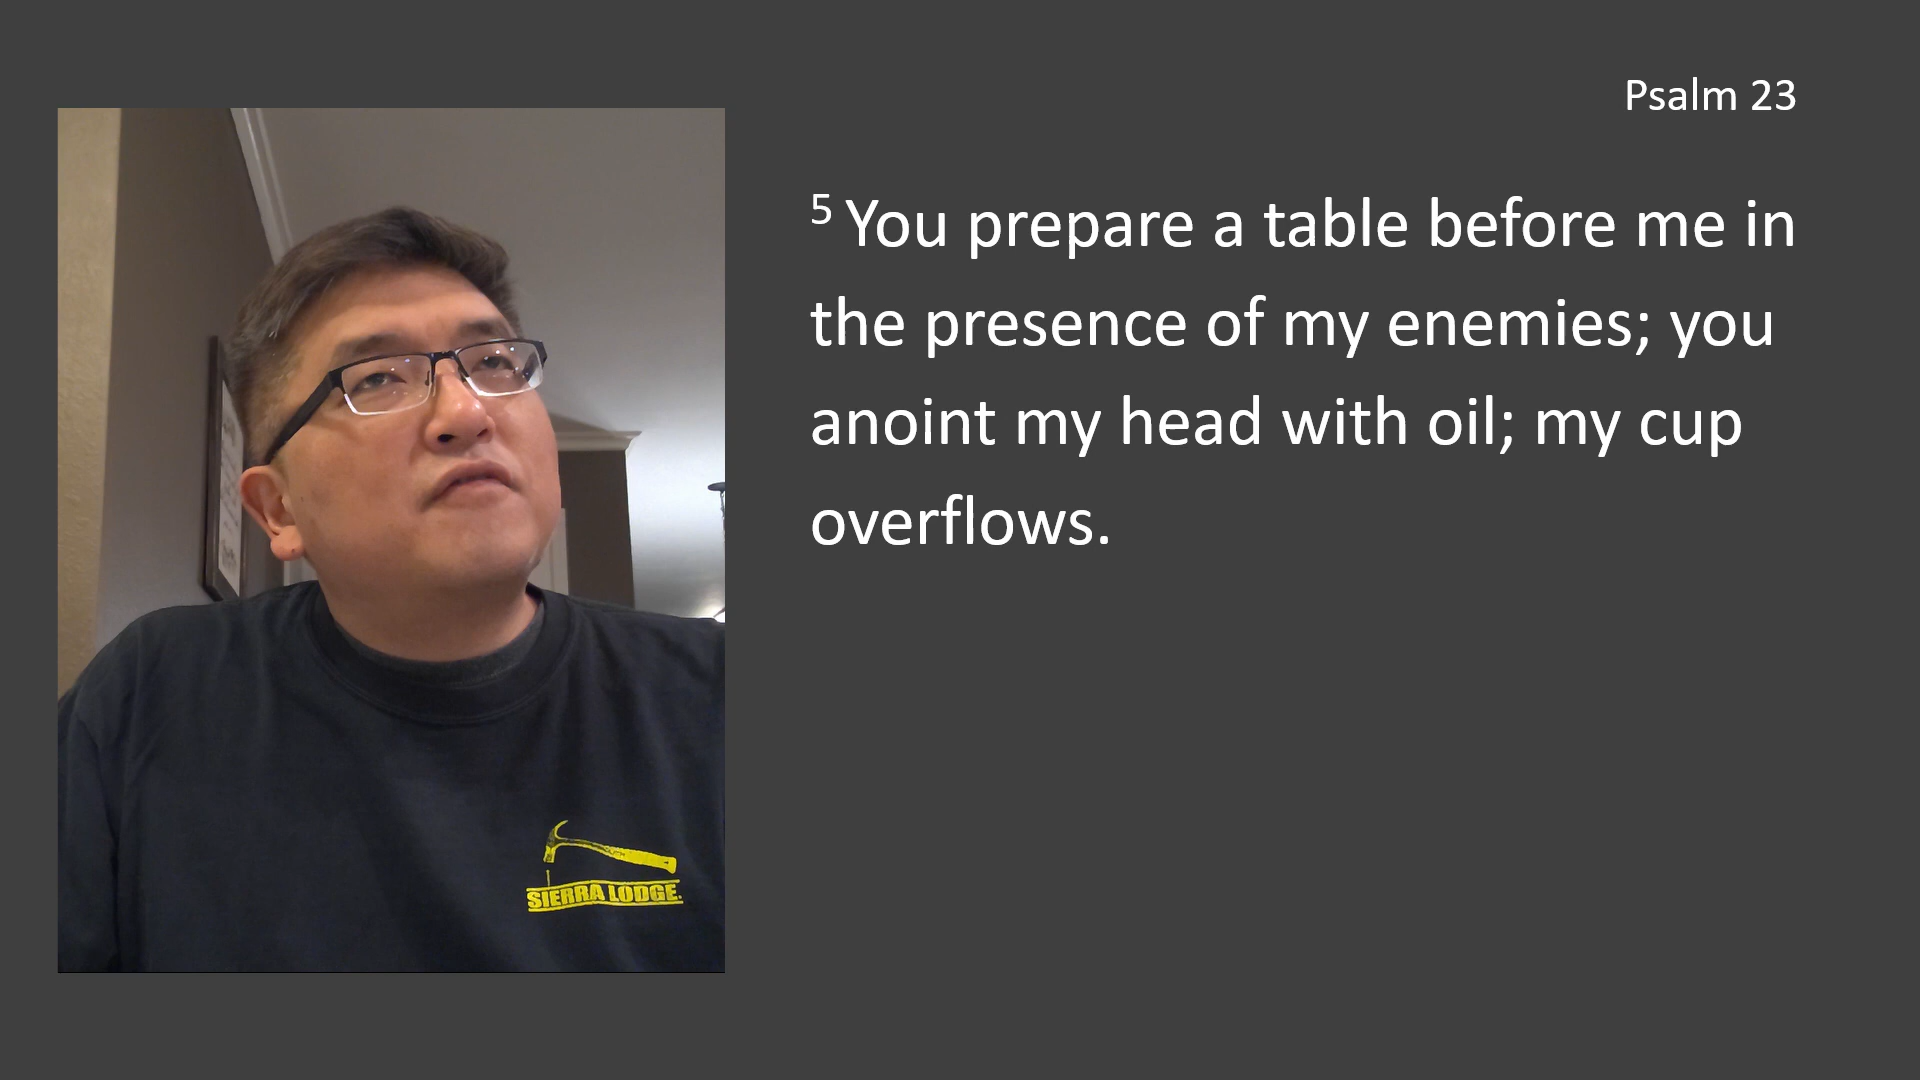 Psalm 23
5 You prepare a table before me in
the presence of my enemies; you
anoint my head with oil; my cup
overflows.
SIERRA LODGE.